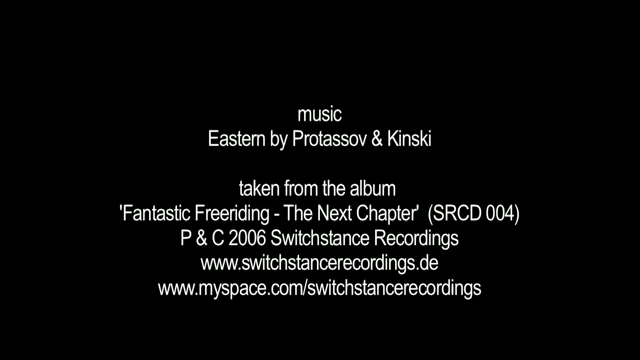 music
Eastern by Protassov & Kinski
taken from the album
'Fantastic Freeriding - The Next Chapter' (SRCD 004)
P & C 2006 Switchstance Recordings
www.switchstancerecordings.de
www.myspace.com/switchstancerecordings